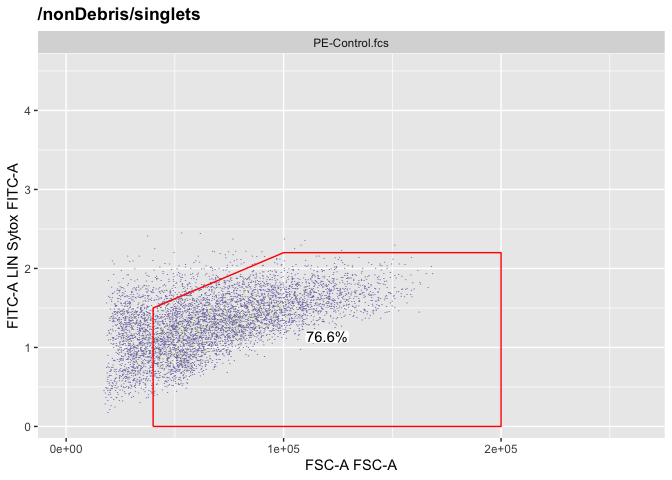 /nonDebris/singlets
PE-Control.fcs
FITC-A LIN Sytox FITC-A
4
3
2
1
0
76.6%
0e+00
1e+05
2e+05
FSC-A FSC-A